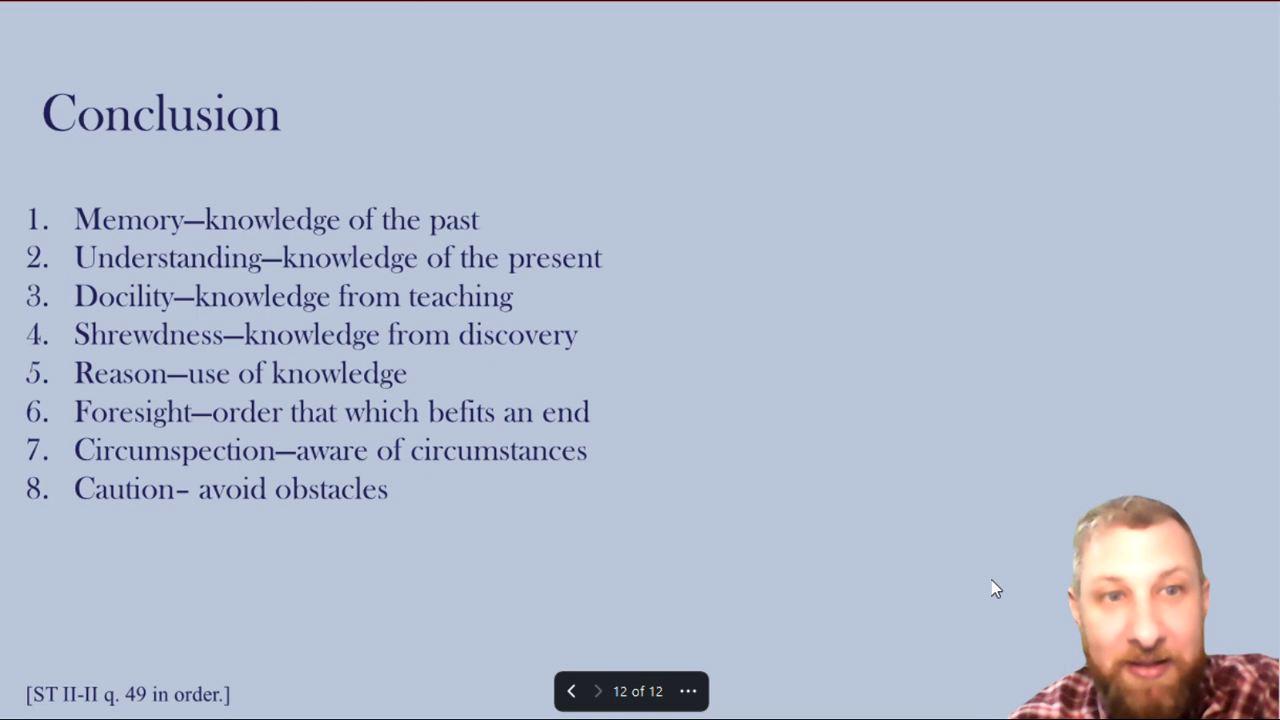 Conclusion
1. Memory—knowledge of the past
2. Understanding—knowledge of the present
3. Docility—knowledge from teaching
4. Shrewdness—knowledge from discovery
5. Reason—use of knowledge
6. Foresight—order that which befits an end
7. Circumspection—aware of circumstances
8. Caution– avoid obstacles
[ST II-II q. 49 in order.]
12 of 12